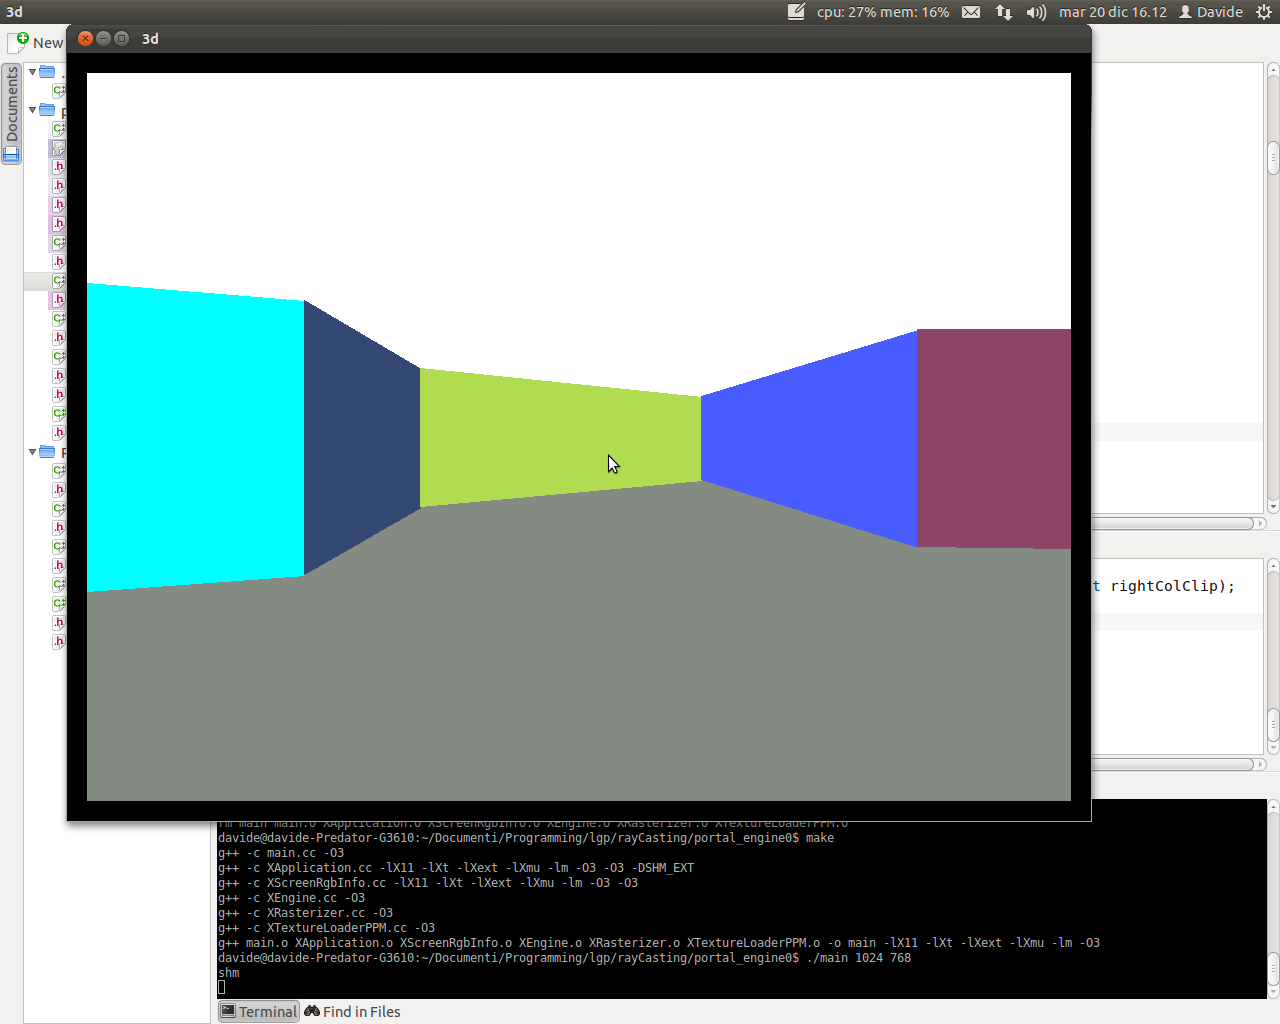 3d
cpu: 27% mem: 16%
mar 20 dic 16.12
Davide
3d
New
Documents
t rightColClip);
rm main main.o XApplication.o XScreenRgbInfo.o XEngine.o XRasterizer.o XTextureLoaderPPM.o
davide@davide-Predator-G3610:~/Documenti/Programming/lgp/rayCasting/portal_engine0$ make
g++ -c main.cc -O3
g++ -c XApplication.cc -lX11 -lXt -lXext -lXmu -lm -O3 -O3 -DSHM_EXT
g++ -c XScreenRgbInfo.cc -lX11 -lXt -lXext -lXmu -lm -O3 -O3
g++ -c XEngine.cc -O3
g++ -c XRasterizer.cc -O3
g++ -c XTextureLoaderPPM.cc -O3
g++ main.o XApplication.o XScreenRgbInfo.o XEngine.o XRasterizer.o XTextureLoaderPPM.o -o main -lX11 -lXt -lXext -lXmu -lm -O3
davide@davide-Predator-G3610:~/Documenti/Programming/lgp/rayCasting/portal_engine0$ ./main 1024 768
shm
Terminal
Find in Files